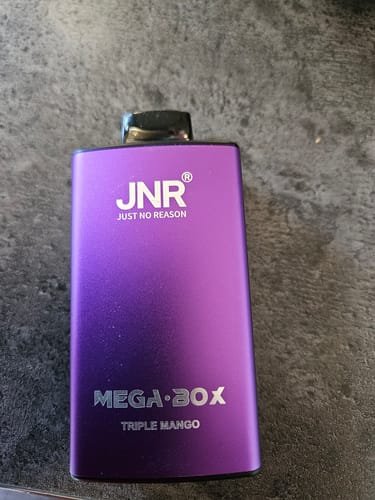 JNR®
JUST NO REASON
MEGA·BOX
TRIPLE MANGO